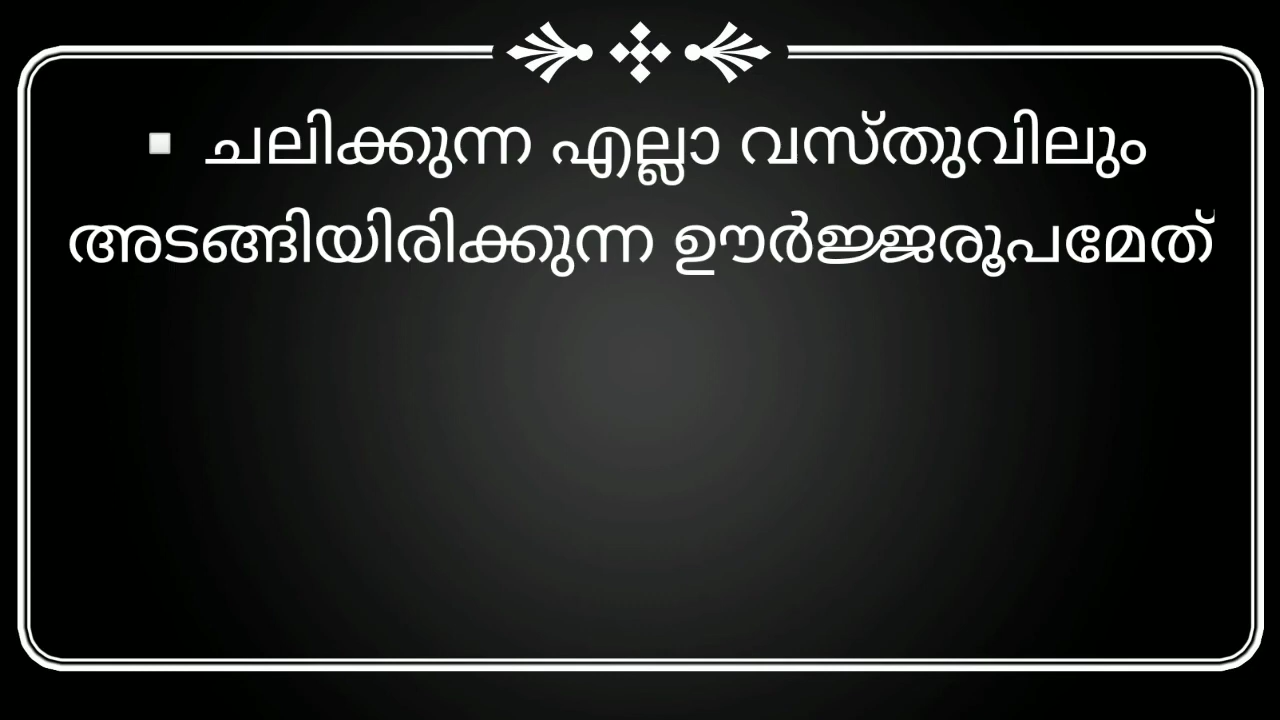 ▪ ചലിക്കുന്ന എല്ലാ വസ്തുവിലും
അടങ്ങിയിരിക്കുന്ന ഊർജ്ജരൂപമേത്